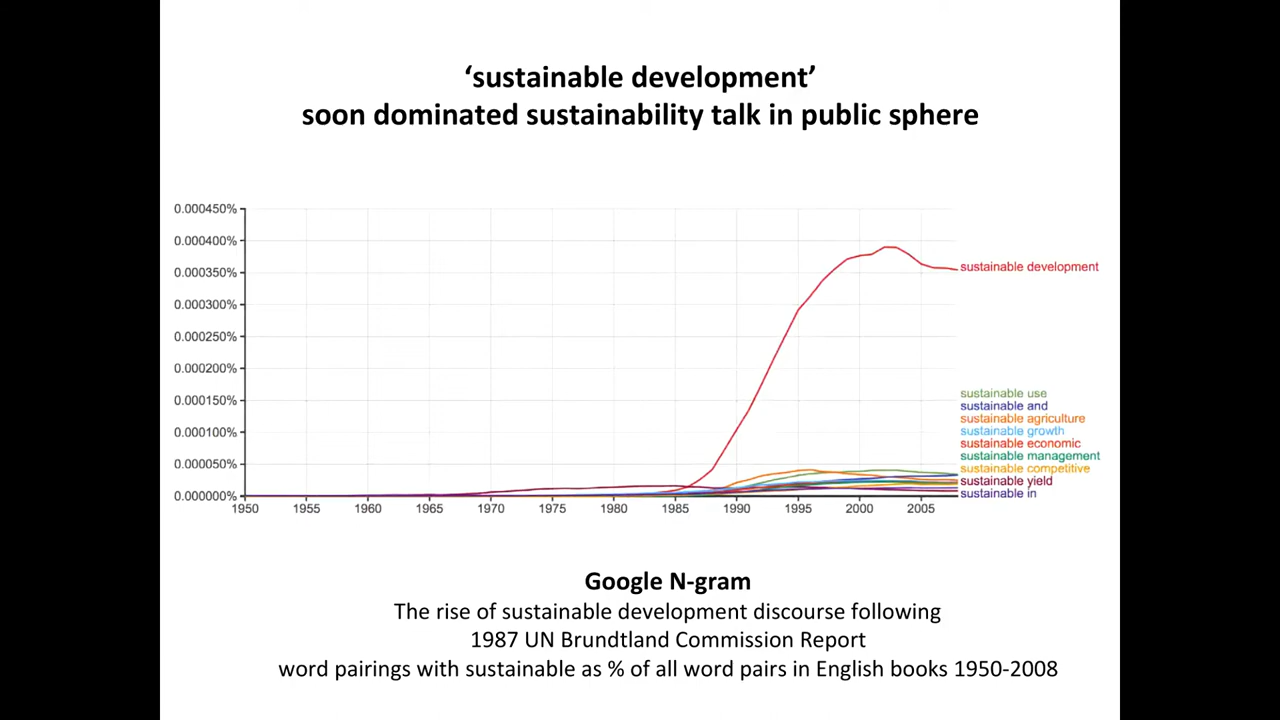 ‘sustainable development’
soon dominated sustainability talk in public sphere
0.000450%
0.000400%
0.000350%
0.000300%
0.000250%
0.000200%
0.000150%
0.000100%
0.000050%
0.000000%
1950 1955 1960 1965 1970 1975 1980 1985 1990 1995 2000 2005
sustainable development
sustainable use
sustainable and
sustainable agriculture
sustainable growth
sustainable economic
sustainable management
sustainable competitive
sustainable yield
sustainable in
Google N-gram
The rise of sustainable development discourse following
1987 UN Brundtland Commission Report
word pairings with sustainable as % of all word pairs in English books 1950-2008